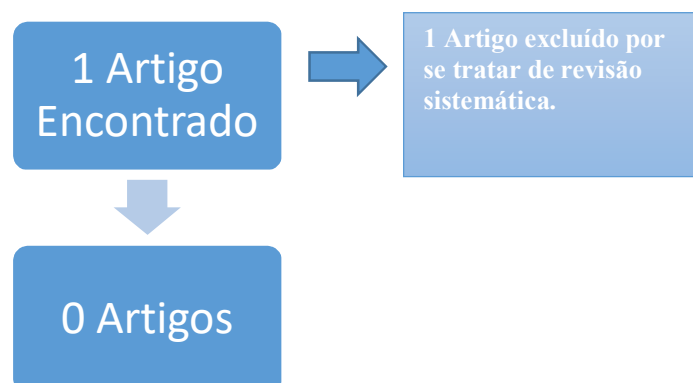 1 Artigo
Encontrado
1 Artigo excluído por
se tratar de revisão
sistemática.
0 Artigos